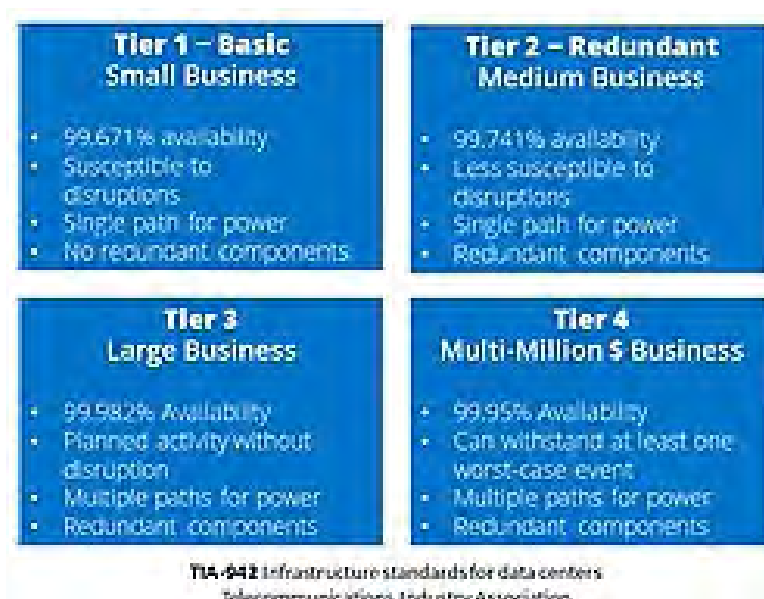 Tier 1 – Basic
Small Business
• 99.671% availability
• Susceptible to
disruptions
• Single path for power
• No redundant components
Tier 2 – Redundant
Medium Business
• 99.741% availability
• Less susceptible to
disruptions
• Single path for power
• Redundant components
Tier 3
Large Business
• 99.982% Availability
• Planned activity without
disruption
• Multiple paths for power
• Redundant components
Tier 4
Multi-Million $ Business
• 99.95% Availability
• Can withstand at least one
worst-case event
• Multiple paths for power
• Redundant components
TIA-942 Infrastructure standards for data centers
Telecommunications Industry Association